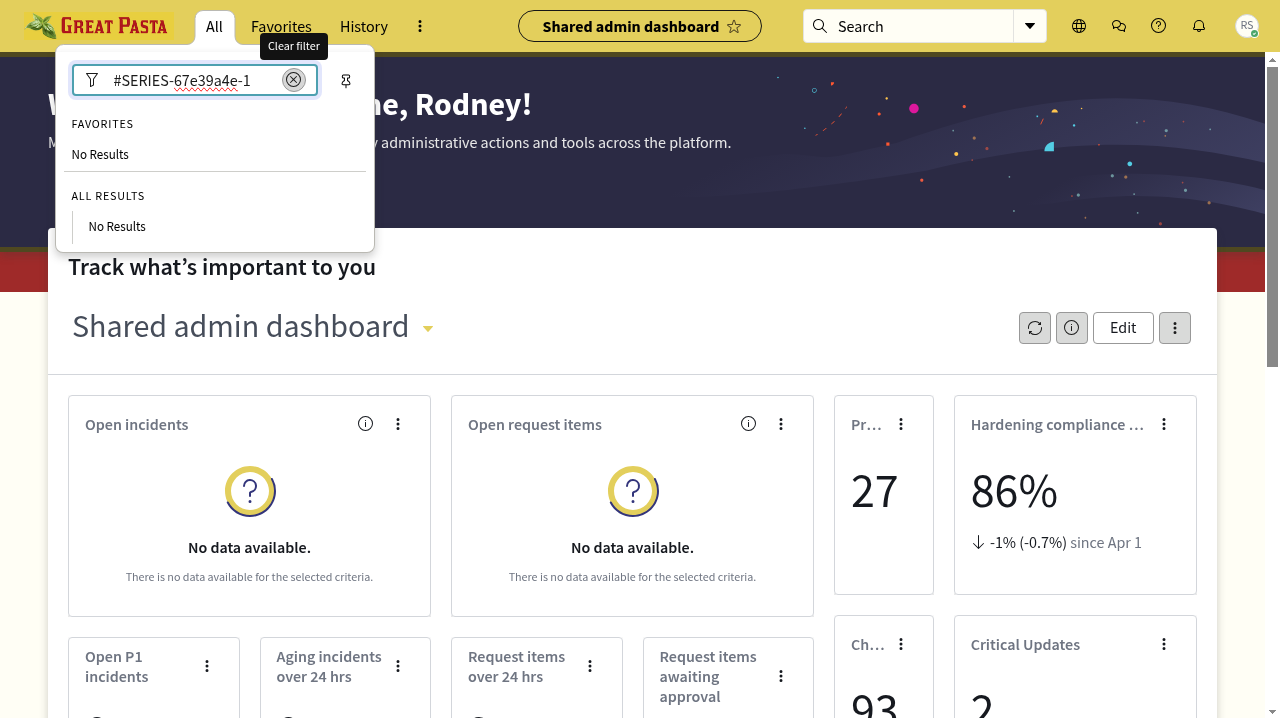 GREAT PASTA
All
Favorites
History
Shared admin dashboard
Search
RS
Clear filter
#SERIES-67e39a4e-1
FAVORITES
No Results
ALL RESULTS
No Results
me, Rodney!
administrative actions and tools across the platform.
Track what's important to you
Shared admin dashboard
Edit
Open incidents
No data available.
There is no data available for the selected criteria.
Open request items
No data available.
There is no data available for the selected criteria.
Pr…
27
Hardening compliance …
86%
-1% (-0.7%) since Apr 1
Open P1
incidents
Aging incidents
over 24 hrs
Request items
over 24 hrs
Request items
awaiting
approval
Ch…
93
Critical Updates
2